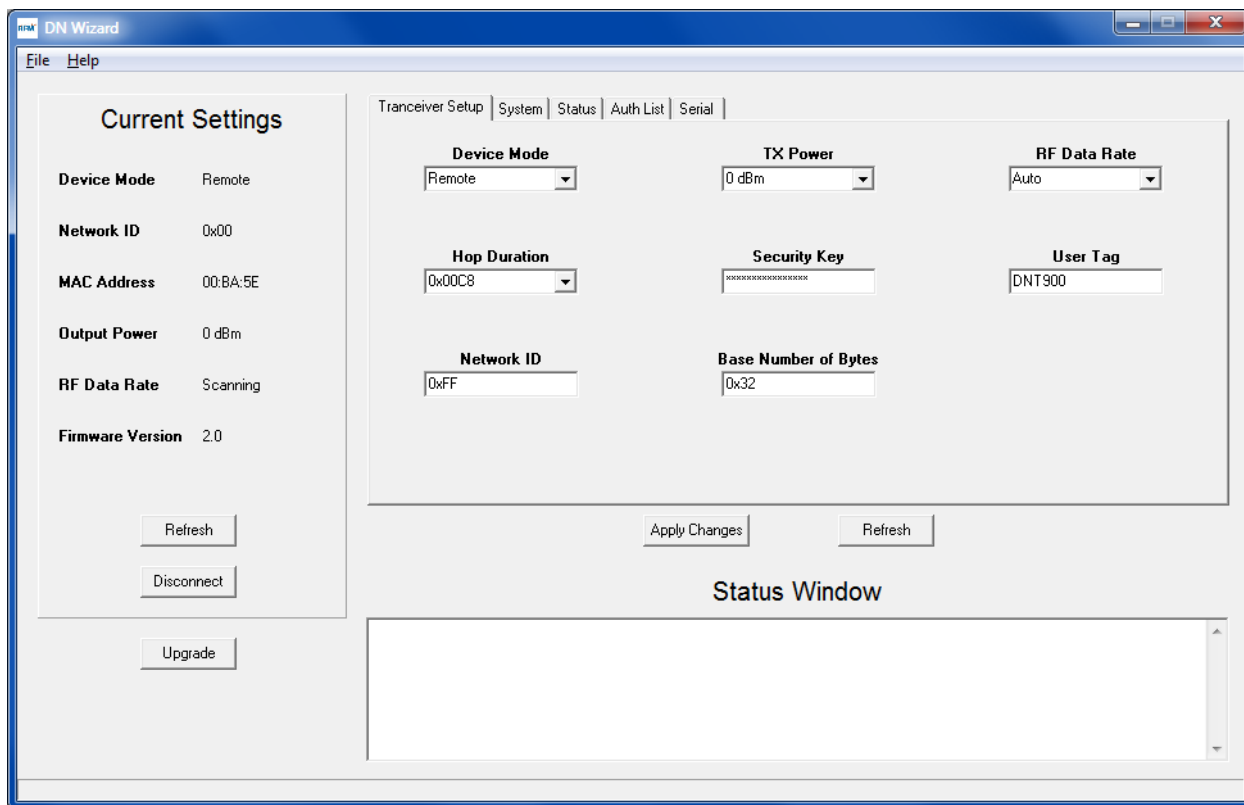 RFM DN Wizard
File Help
Current Settings
Device Mode Remote
Network ID 0x00
MAC Address 00:BA:5E
Output Power 0 dBm
RF Data Rate Scanning
Firmware Version 2.0
Refresh
Disconnect
Upgrade
Tranceiver Setup System Status Auth List Serial
Device Mode TX Power RF Data Rate
Remote 0 dBm Auto
Hop Duration Security Key User Tag
0x00C8 **************** DNT900
Network ID Base Number of Bytes
0xFF 0x32
Apply Changes Refresh
Status Window